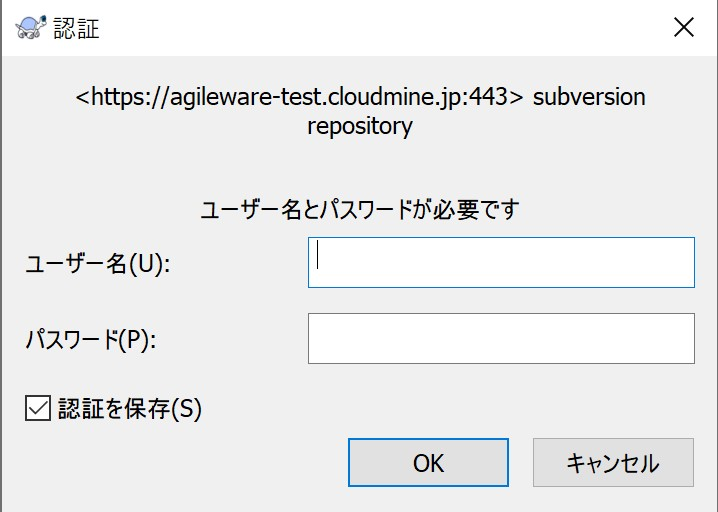 認証
<https://agileware-test.cloudmine.jp:443> subversion
repository
ユーザー名とパスワードが必要です
ユーザー名(U):
パスワード(P):
認証を保存(S)
OK キャンセル